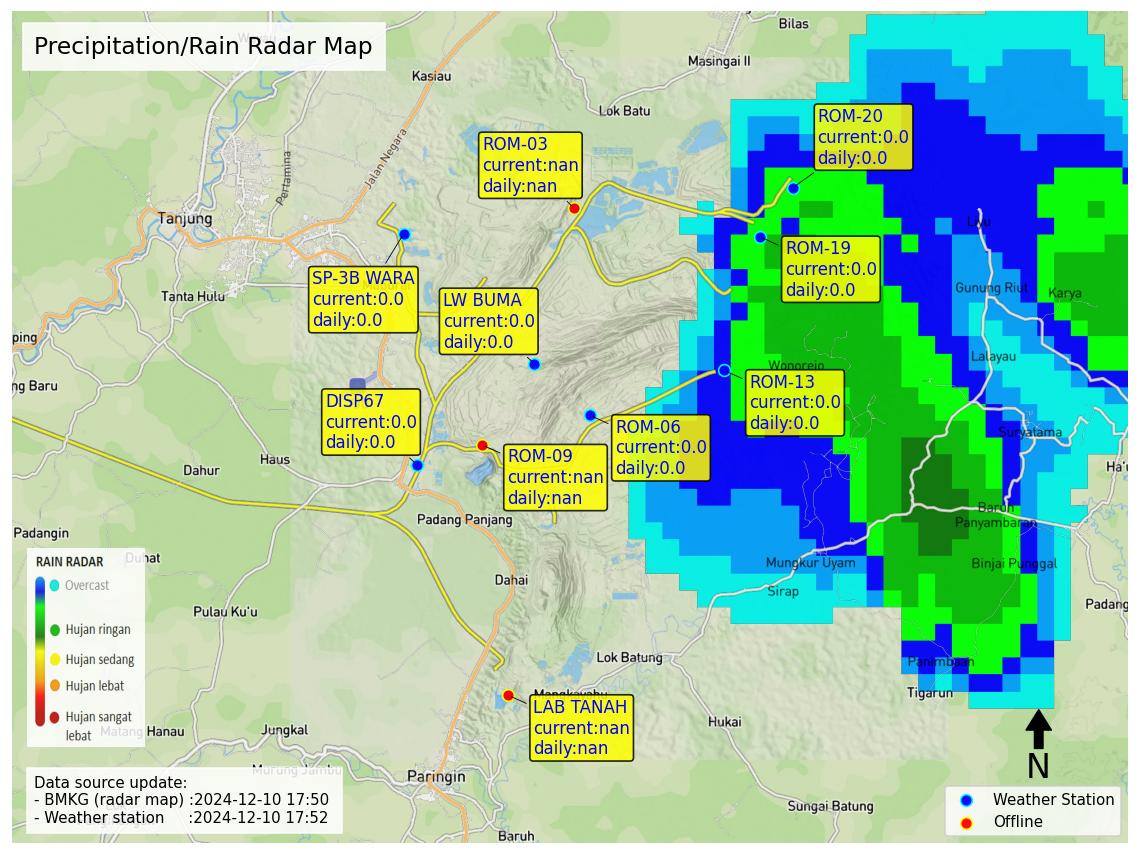 Precipitation/Rain Radar Map
Bilas
Masingai II
Kasiau
Lok Batu
Jalan Negara
Pertamina
Tanjung
Tanta Hulu
ROM-20
current:0.0
daily:0.0
ROM-03
current:nan
daily:nan
ROM-19
current:0.0
daily:0.0
SP-3B WARA
current:0.0
daily:0.0
LW BUMA
current:0.0
daily:0.0
Liyu
Gunung Riut
Karya
Lalayau
Wonorejo
ROM-13
current:0.0
daily:0.0
ping
ng Baru
DISP67
current:0.0
daily:0.0
ROM-06
current:0.0
daily:0.0
ROM-09
current:nan
daily:nan
Suryatama
Ha'u
Dahur
Haus
Padang Panjang
Baruh
Panyambaran
Padangin
Duhat
Dahai
Mungkur Uyam
Binjai Punggal
Sirap
Padang
Pulau Ku'u
RAIN RADAR
Overcast
Hujan ringan
Hujan sedang
Hujan lebat
Hujan sangat
lebat
Lok Batung
Panimbaan
Tigarun
Mangkayahu
LAB TANAH
current:nan
daily:nan
Matang Hanau
Jungkal
Hukai
Murung Jambu
Paringin
Sungai Batung
Baruh
Data source update:
- BMKG (radar map) :2024-12-10 17:50
- Weather station :2024-12-10 17:52
N
Weather Station
Offline